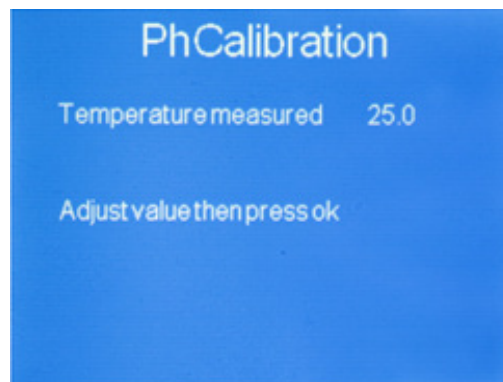 PhCalibration
Temperature measured 25.0
Adjust value then press ok